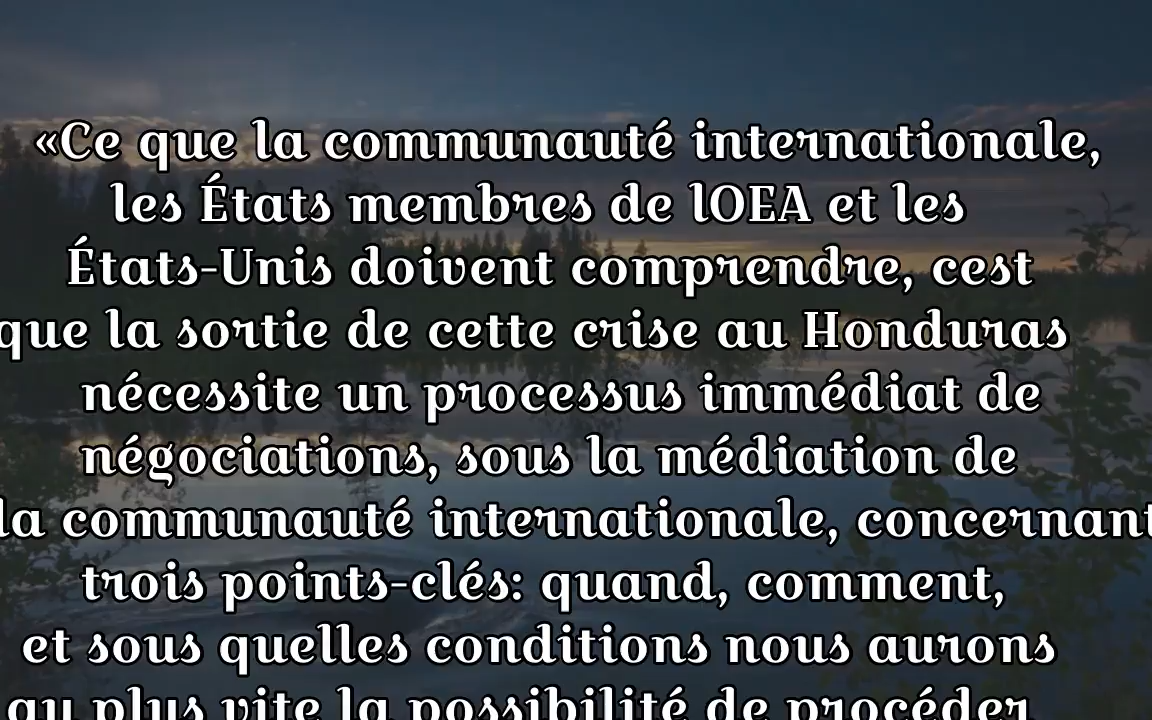 «Ce que la communauté internationale,
les États membres de lOEA et les
États-Unis doivent comprendre, cest
que la sortie de cette crise au Honduras
nécessite un processus immédiat de
négociations, sous la médiation de
la communauté internationale, concernant
trois points-clés: quand, comment,
et sous quelles conditions nous aurons
au plus vite la possibilité de procéder